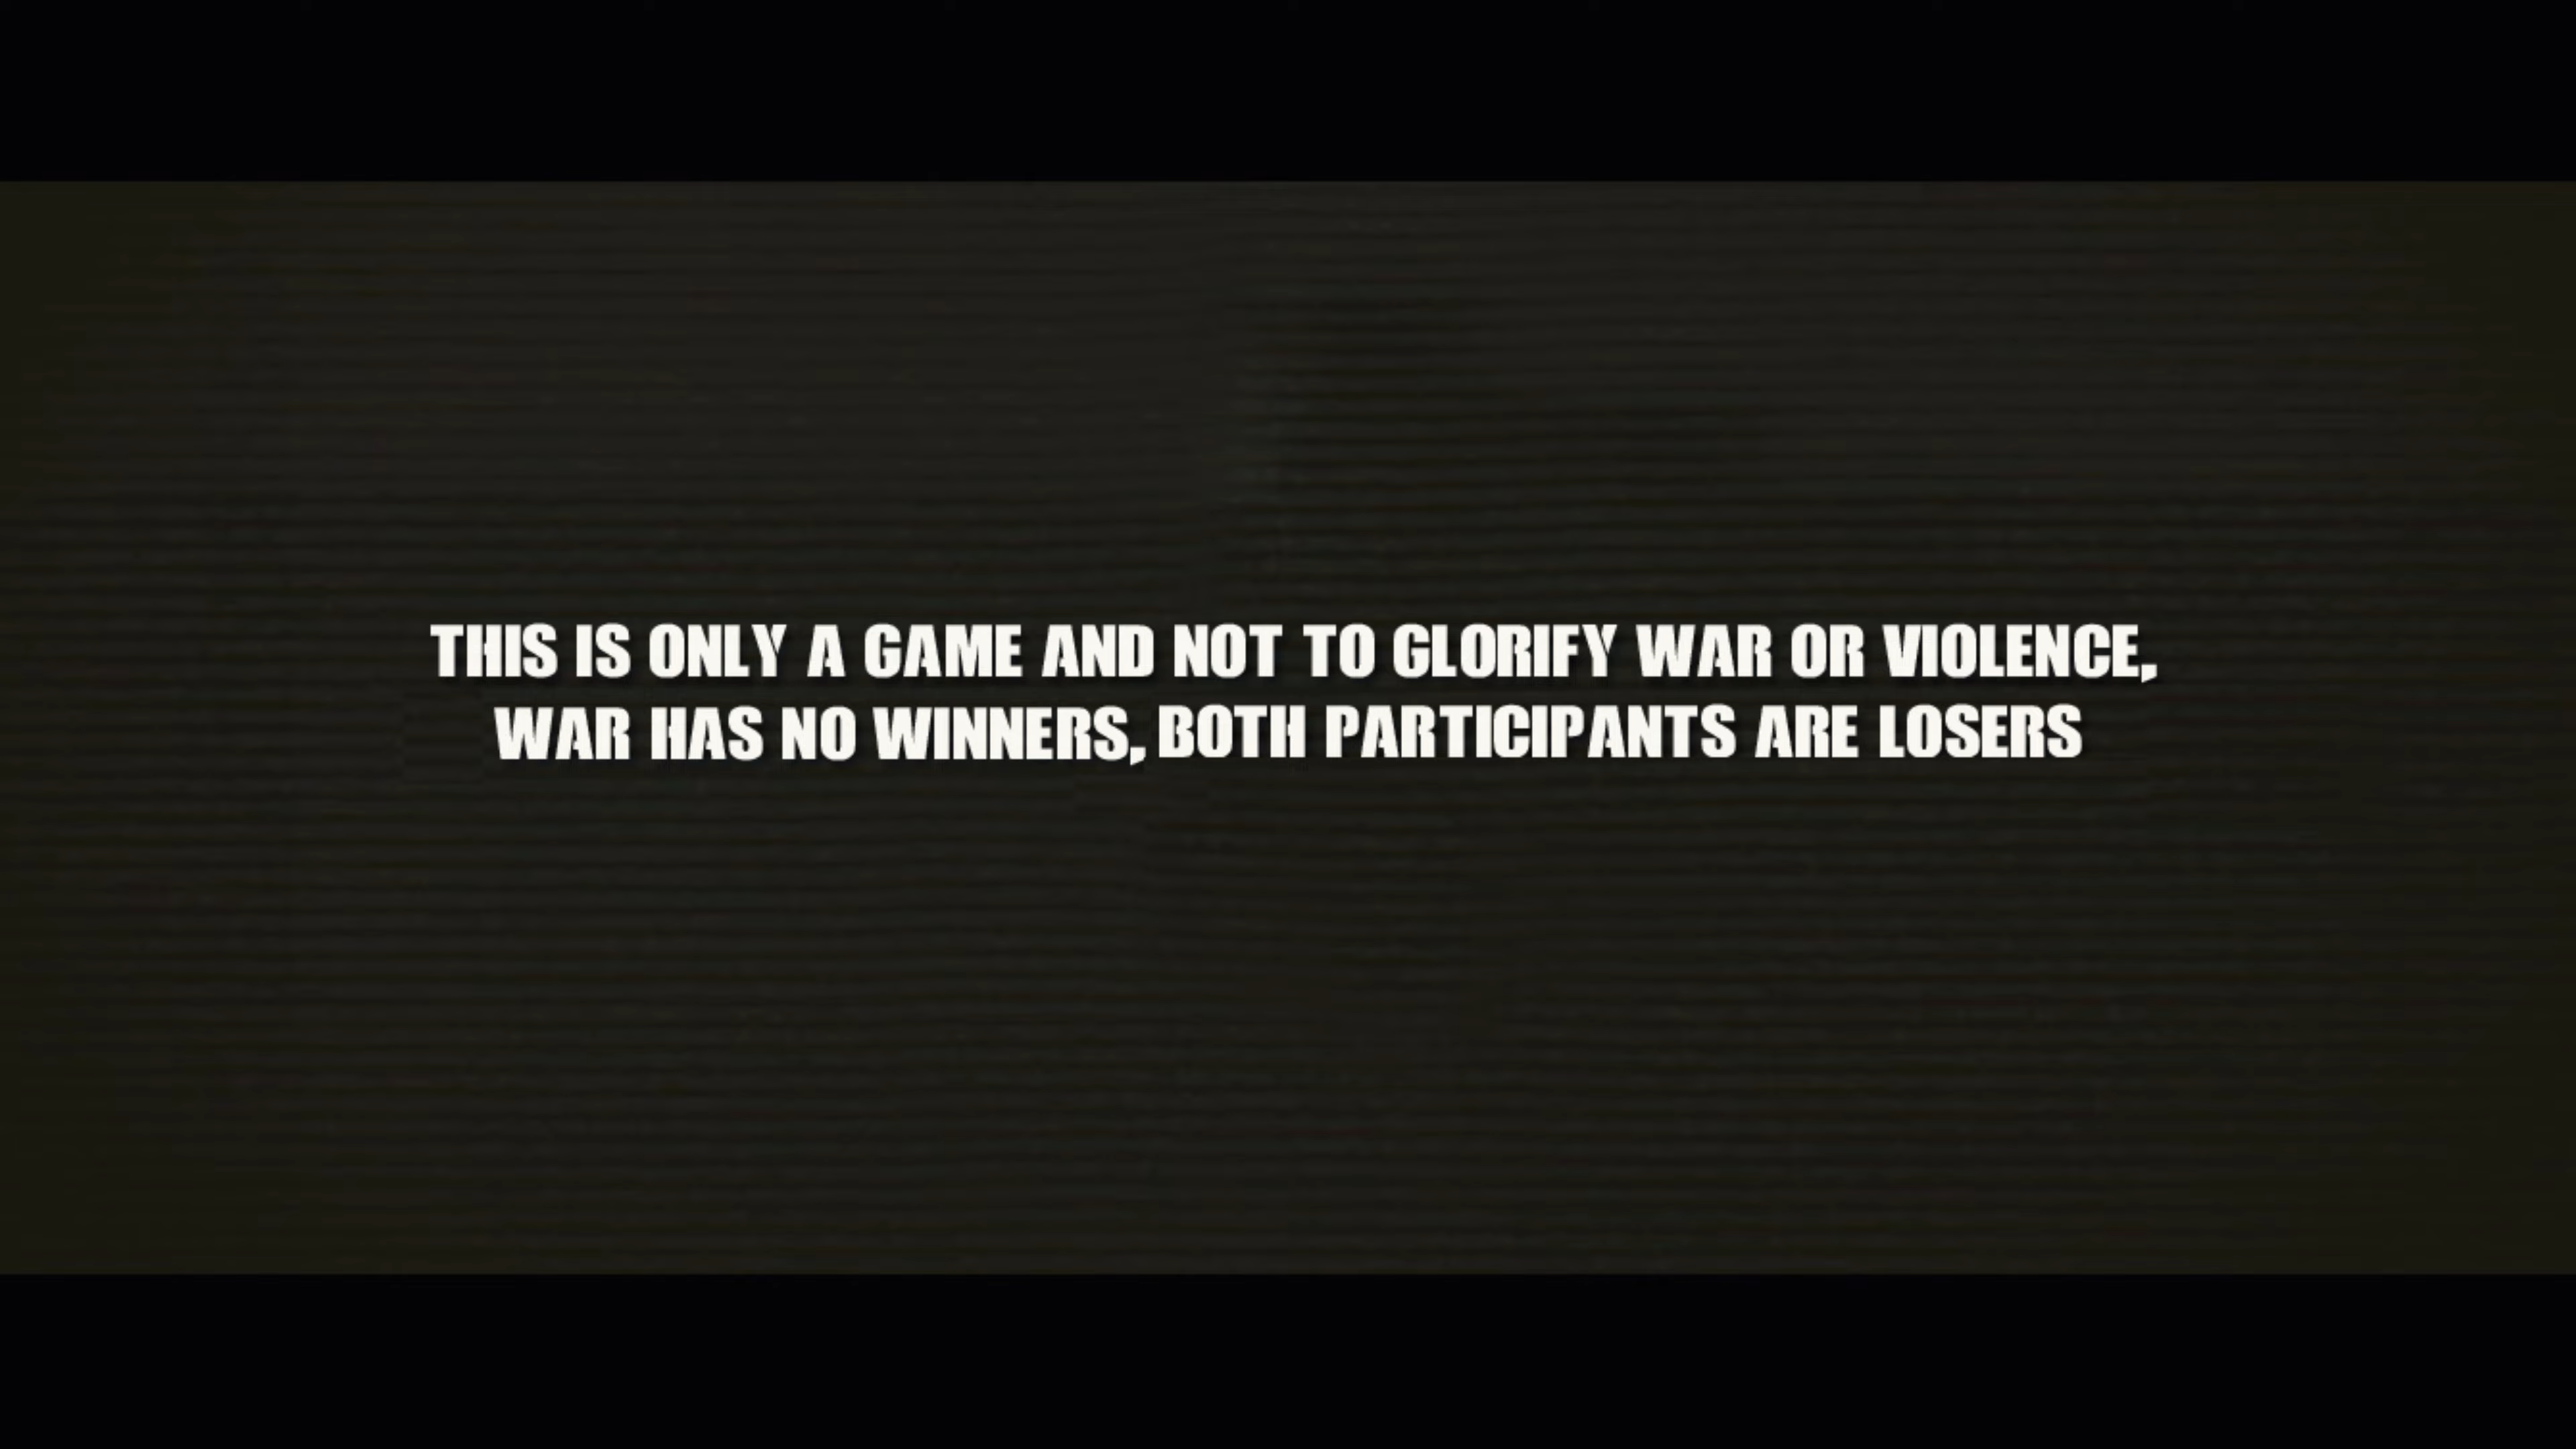 THIS IS ONLY A GAME AND NOT TO GLORIFY WAR OR VIOLENCE,
WAR HAS NO WINNERS, BOTH PARTICIPANTS ARE LOSERS